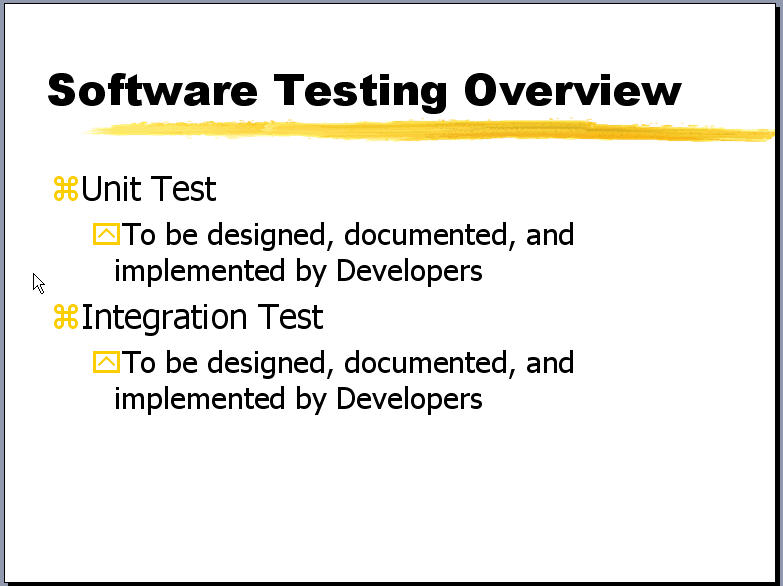 Software Testing Overview
Unit Test
To be designed, documented, and
implemented by Developers
Integration Test
To be designed, documented, and
implemented by Developers